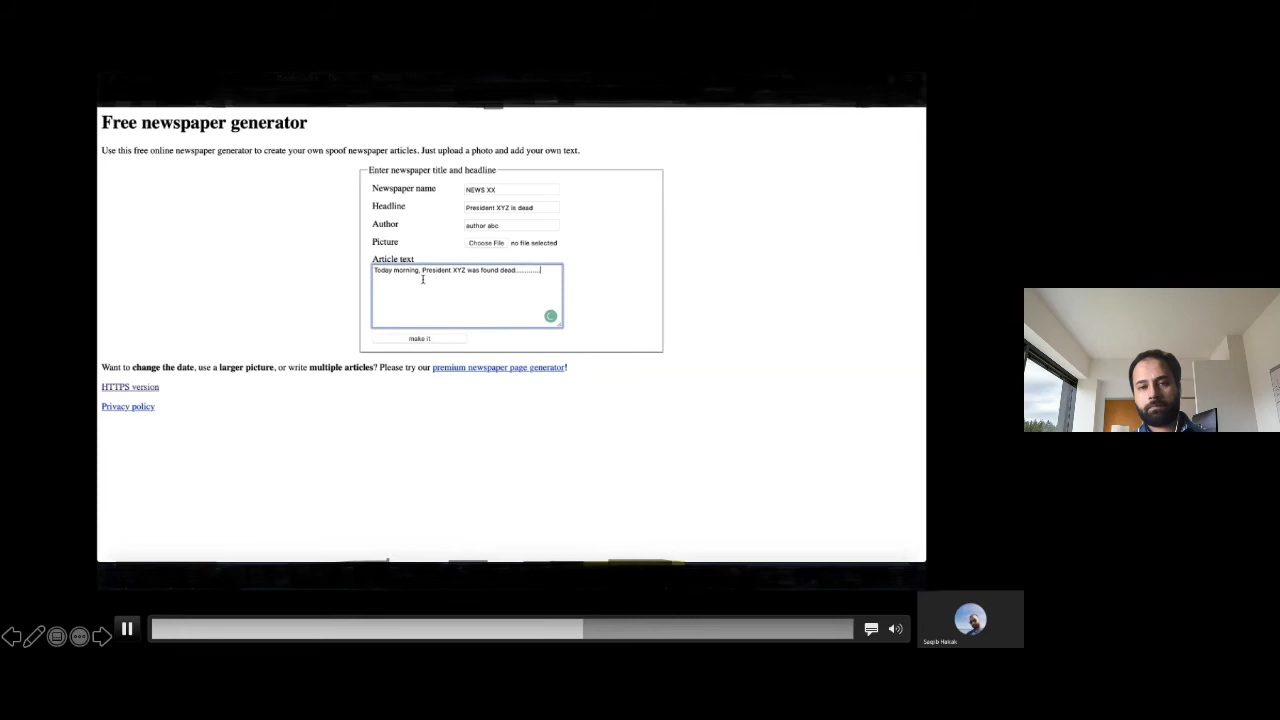 Free newspaper generator
Use this free online newspaper generator to create your own spoof newspaper articles. Just upload a photo and add your own text.
Enter newspaper title and headline
Newspaper name NEWS XX
Headline President XYZ is dead
Author author abc
Picture Choose File no file selected
Article text
Today morning, President XYZ was found dead............
make it
Want to change the date, use a larger picture, or write multiple articles? Please try our premium newspaper page generator!
HTTPS version
Privacy policy
Saqib Hakak